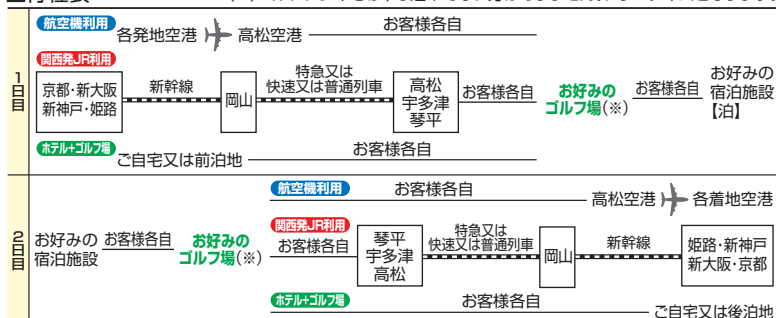 1日目
航空機利用
各発地空港 高松空港 お客様各自
関西発JR利用
京都・新大阪
新神戸・姫路
新幹線
岡山
特急又は
快速又は普通列車
高松
宇多津
琴平
お客様各自
お好みの
ゴルフ場(※)
お客様各自
お好みの
宿泊施設
【泊】
ホテル+ゴルフ場
ご自宅又は前泊地 お客様各自
2日目
お好みの
宿泊施設
お客様各自
お好みの
ゴルフ場(※)
航空機利用
お客様各自 高松空港 各着地空港
関西発JR利用
お客様各自
琴平
宇多津
高松
特急又は
快速又は普通列車
岡山
新幹線
姫路・新神戸
新大阪・京都
ホテル+ゴルフ場
お客様各自 ご自宅又は後泊地